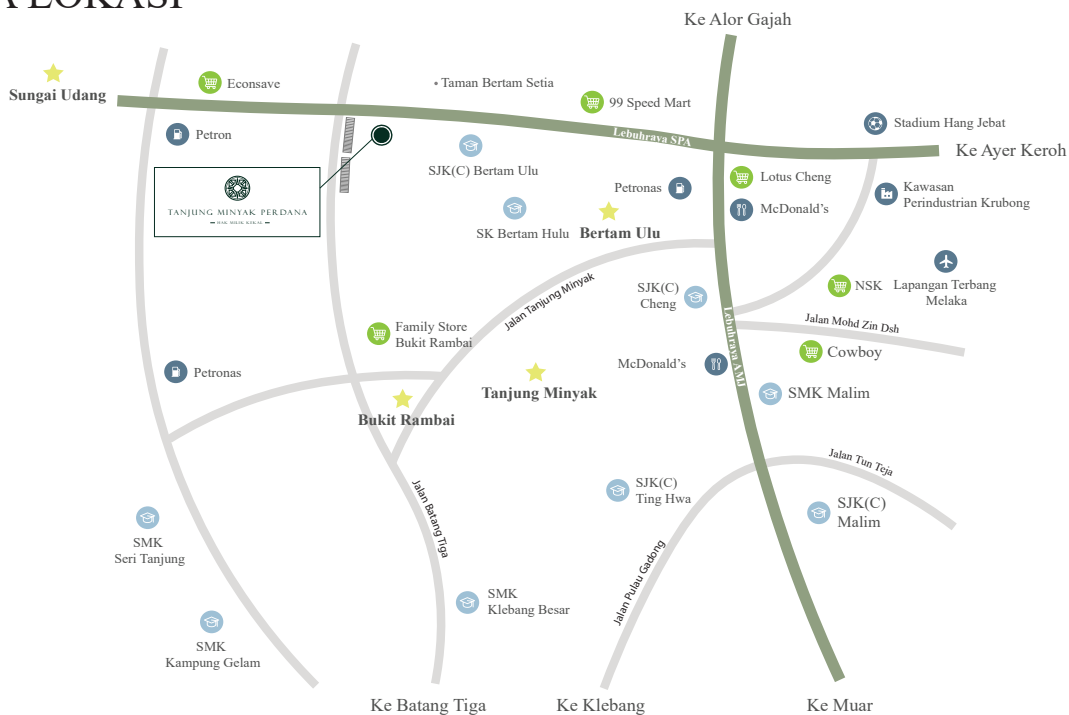 A LOKASI
Ke Alor Gajah
Sungai Udang
Econsave
• Taman Bertam Setia
99 Speed Mart
Lebuhraya SPA
Stadium Hang Jebat
Ke Ayer Keroh
Petron
SJK(C) Bertam Ulu
Petronas
Lotus Cheng
McDonald's
Kawasan
Perindustrian Krubong
TANJUNG MINYAK PERDANA
HAK MILIK KEKAL
SK Bertam Hulu
Bertam Ulu
Jalan Tanjung Minyak
SJK(C)
Cheng
NSK
Lapangan Terbang
Melaka
Lebuhraya AMJ
Jalan Mohd Zin Dsh
Family Store
Bukit Rambai
Cowboy
Petronas
McDonald's
Tanjung Minyak
SMK Malim
Bukit Rambai
Jalan Tun Teja
Jalan Batang Tiga
SJK(C)
Ting Hwa
SJK(C)
Malim
SMK
Seri Tanjung
Jalan Pulau Gadong
SMK
Klebang Besar
SMK
Kampung Gelam
Ke Batang Tiga
Ke Klebang
Ke Muar